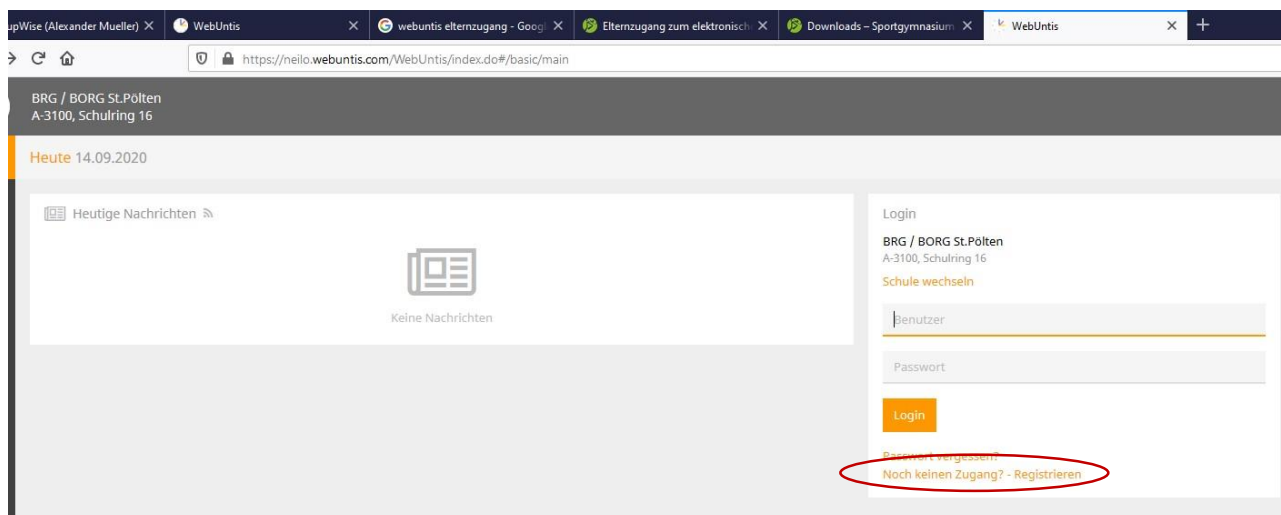 upWise (Alexander Mueller)
WebUntis
webuntis elternzugang - Goog
Elternzugang zum elektronisch
Downloads – Sportgymnasium
WebUntis
https://neilo.webuntis.com/WebUntis/index.do#/basic/main
BRG / BORG St.Pölten
A-3100, Schulring 16
Heute 14.09.2020
Heutige Nachrichten
Keine Nachrichten
Login
BRG / BORG St.Pölten
A-3100, Schulring 16
Schule wechseln
Benutzer
Passwort
Login
Passwort vergessen?
Noch keinen Zugang? - Registrieren